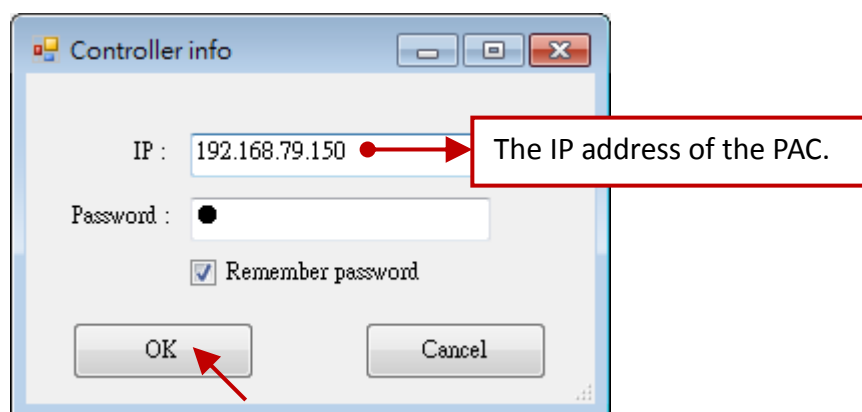 Controller info
IP : 192.168.79.150
The IP address of the PAC.
Password : ●
Remember password
OK Cancel